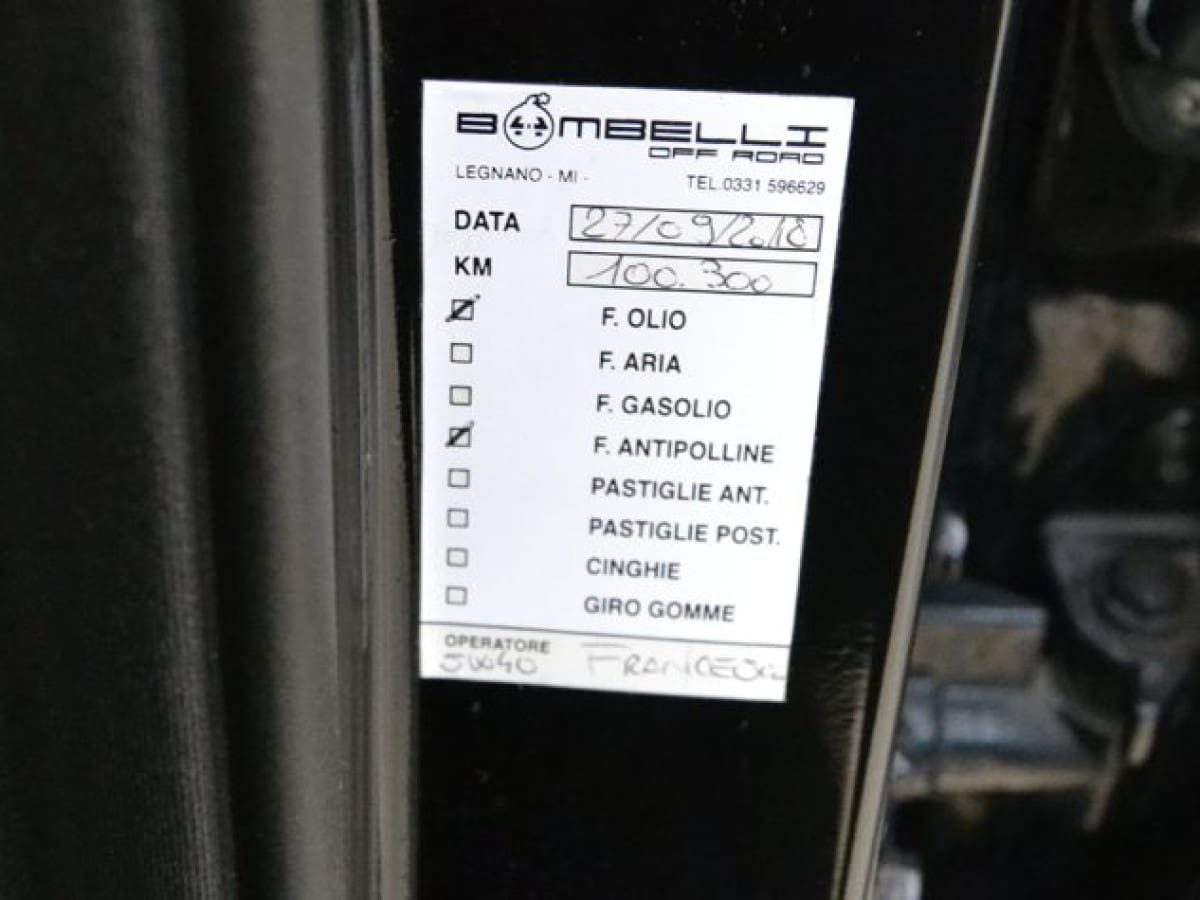 BOMBELLI
OFF ROAD
LEGNANO - MI -
TEL.0331 596629
DATA 27/09/2018
KM 100.300
F. OLIO
F. ARIA
F. GASOLIO
F. ANTIPOLLINE
PASTIGLIE ANT.
PASTIGLIE POST.
CINGHIE
GIRO GOMME
OPERATORE
5W40